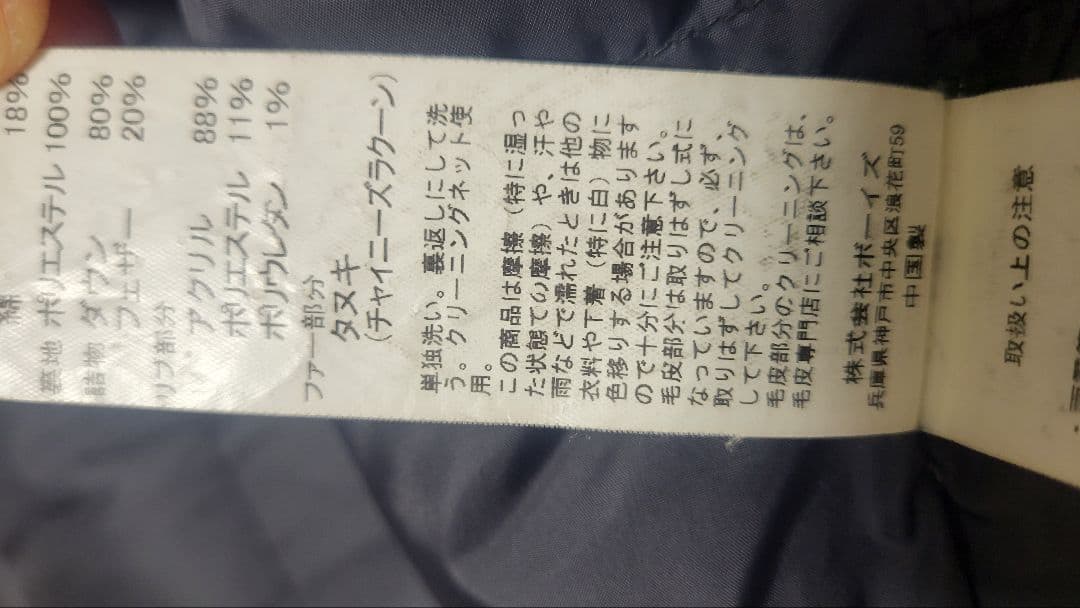 18%
裏地 ポリエステル 100%
詰物 ダウン 80%
フェザー 20%
リブ部
アクリル 88%
ポリエステル 11%
ポリウレタン 1%
ファー部分
タヌキ
(チャイニーズラクーン)
単独洗い。裏返しにして洗
う。クリーニングネット使
用。
この商品は摩擦(特に湿っ
た状態での摩擦)や、汗や
雨などで濡れたときは他の
衣料や下着(特に白)物に
色移りする場合があります
ので十分にご注意下さい。
毛皮部分は取りはずし式に
なっていますので、必ず、
取りはずしてクリーニング
して下さい。
毛皮部分のクリーニングは、
毛皮専門店にご相談下さい。
株式会社ボーイズ
兵庫県神戸市中央区浪花町59
中国製
取扱い上の注意